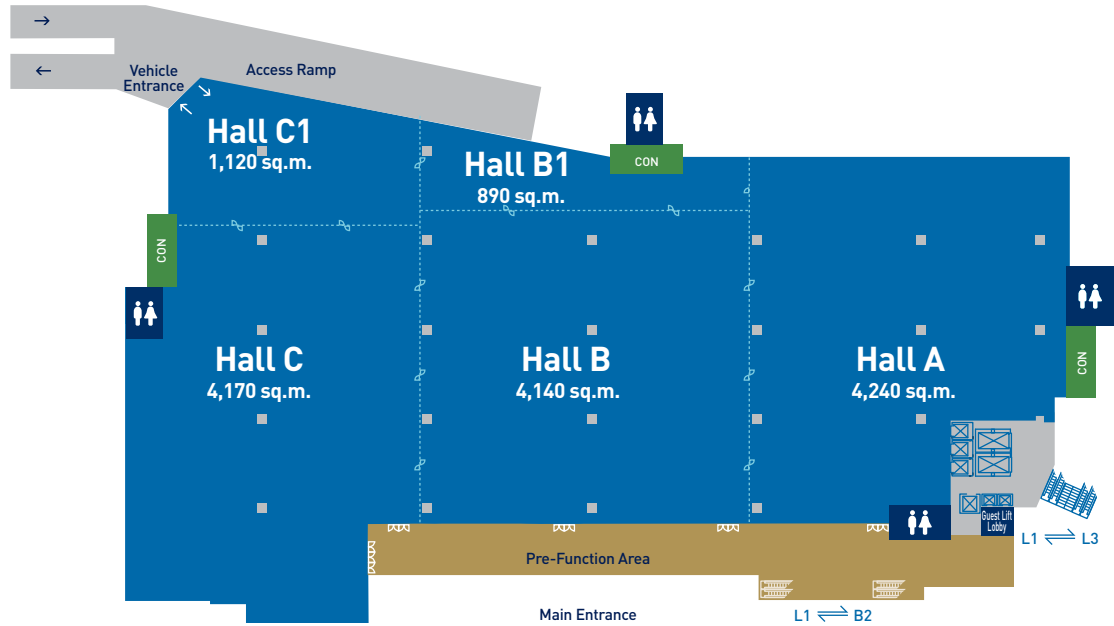 →
←
Vehicle
Entrance
Access Ramp
Hall C1
1,120 sq.m.
Hall B1
890 sq.m.
CON
CON
Hall C
4,170 sq.m.
Hall B
4,140 sq.m.
Hall A
4,240 sq.m.
CON
Guest Lift
Lobby
L1 ⇌ L3
Pre-Function Area
Main Entrance
L1 ⇌ B2